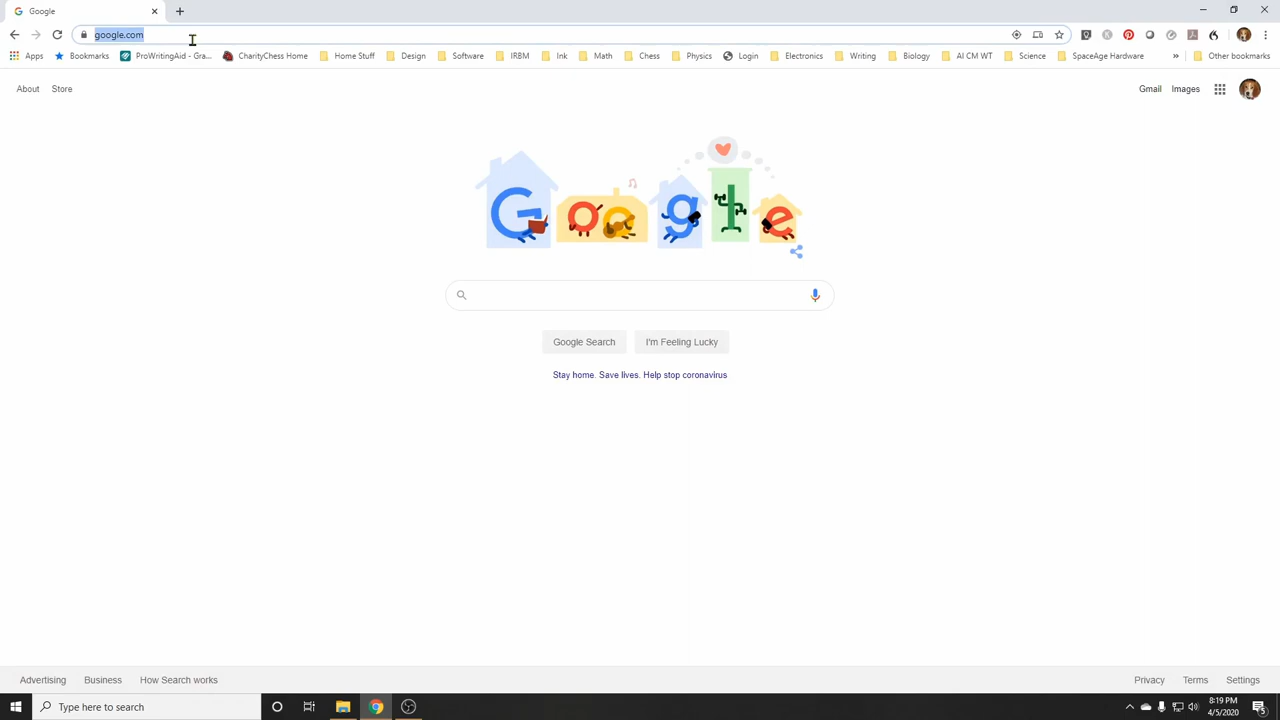 Google
google.com
Apps Bookmarks ProWritingAid - Gra... CharityChess Home Home Stuff Design Software IRBM Ink Math Chess Physics Login Electronics Writing Biology AI CM WT Science SpaceAge Hardware » Other bookmarks
About Store Gmail Images
Google
Google Search I'm Feeling Lucky
Stay home. Save lives. Help stop coronavirus
Advertising Business How Search works Privacy Terms Settings
Type here to search
8:19 PM
4/5/2020
5